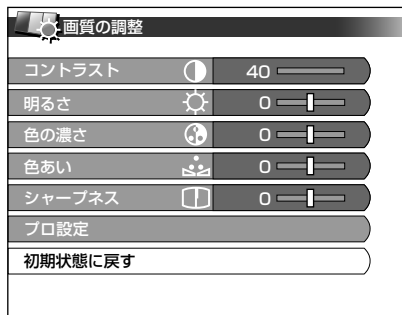 画質の調整
コントラスト 40
明るさ 0
色の濃さ 0
色あい 0
シャープネス 0
プロ設定
初期状態に戻す